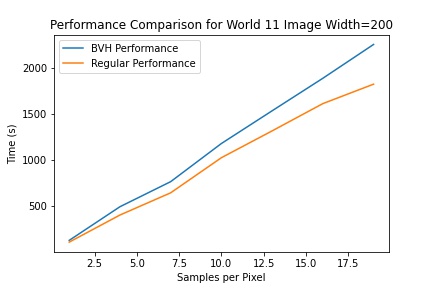 Performance Comparison for World 11 Image Width=200
BVH Performance
Regular Performance
Time (s)
2000
1500
1000
500
2.5 5.0 7.5 10.0 12.5 15.0 17.5
Samples per Pixel